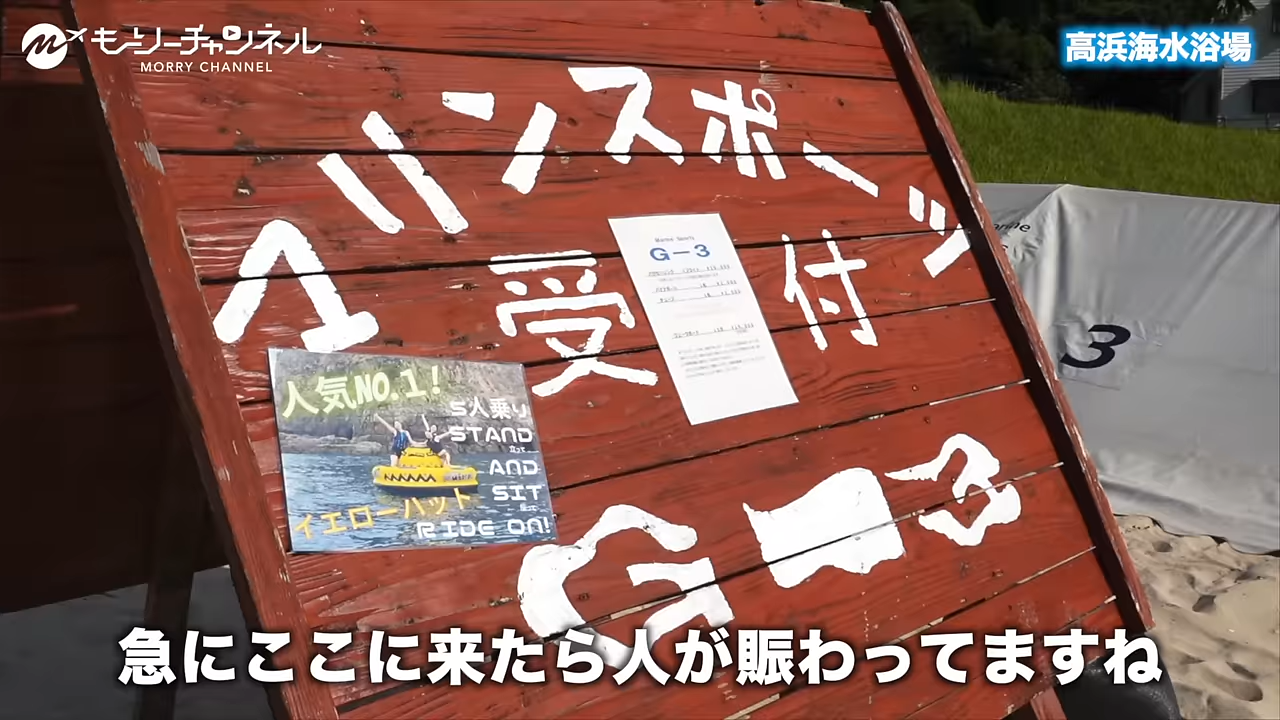 もーリーチャンネル
MORRY CHANNEL
高浜海水浴場
マリンスポーツ
受付
Marine Sports
G-3
人気NO.1!
5人乗り
STAND
AND
SIT
RIDE ON!
イエローハット
G-3
3
急にここに来たら人が賑わってますね